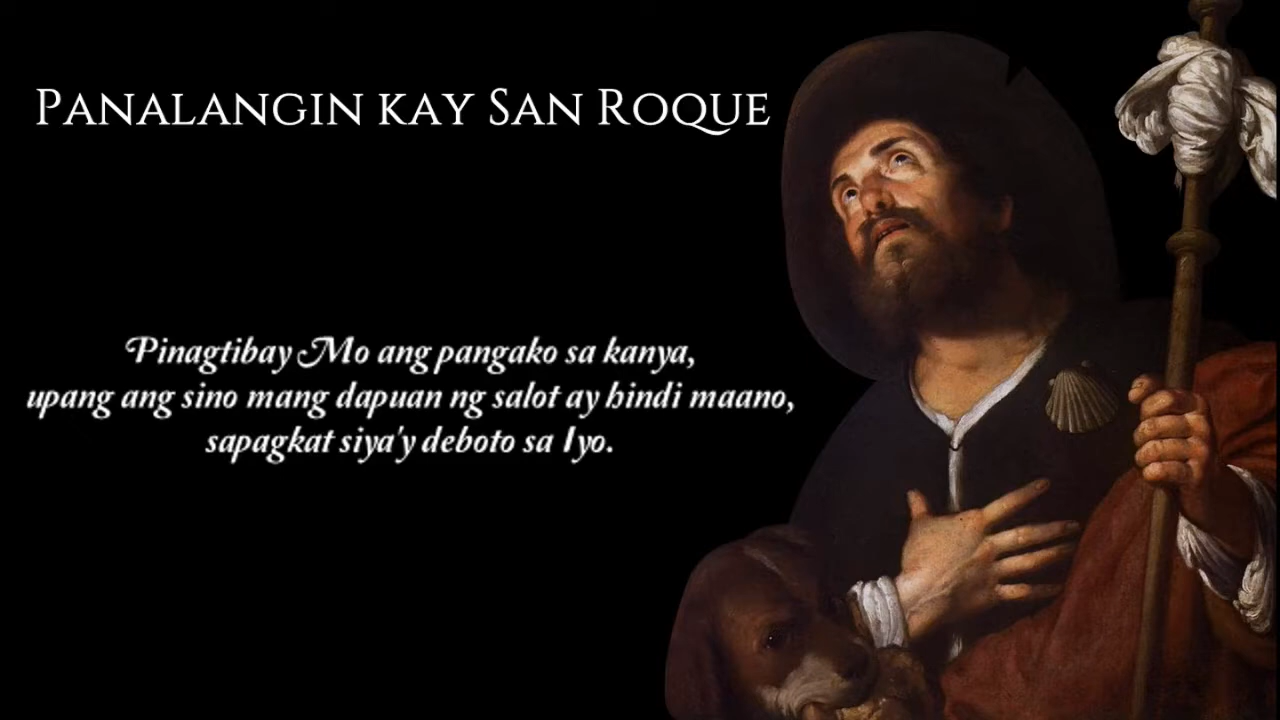 Panalangin kay San Roque
Pinagtibay Mo ang pangako sa kanya,
upang ang sino mang dapuan ng salot ay hindi maano,
sapagkat siya'y deboto sa Iyo.